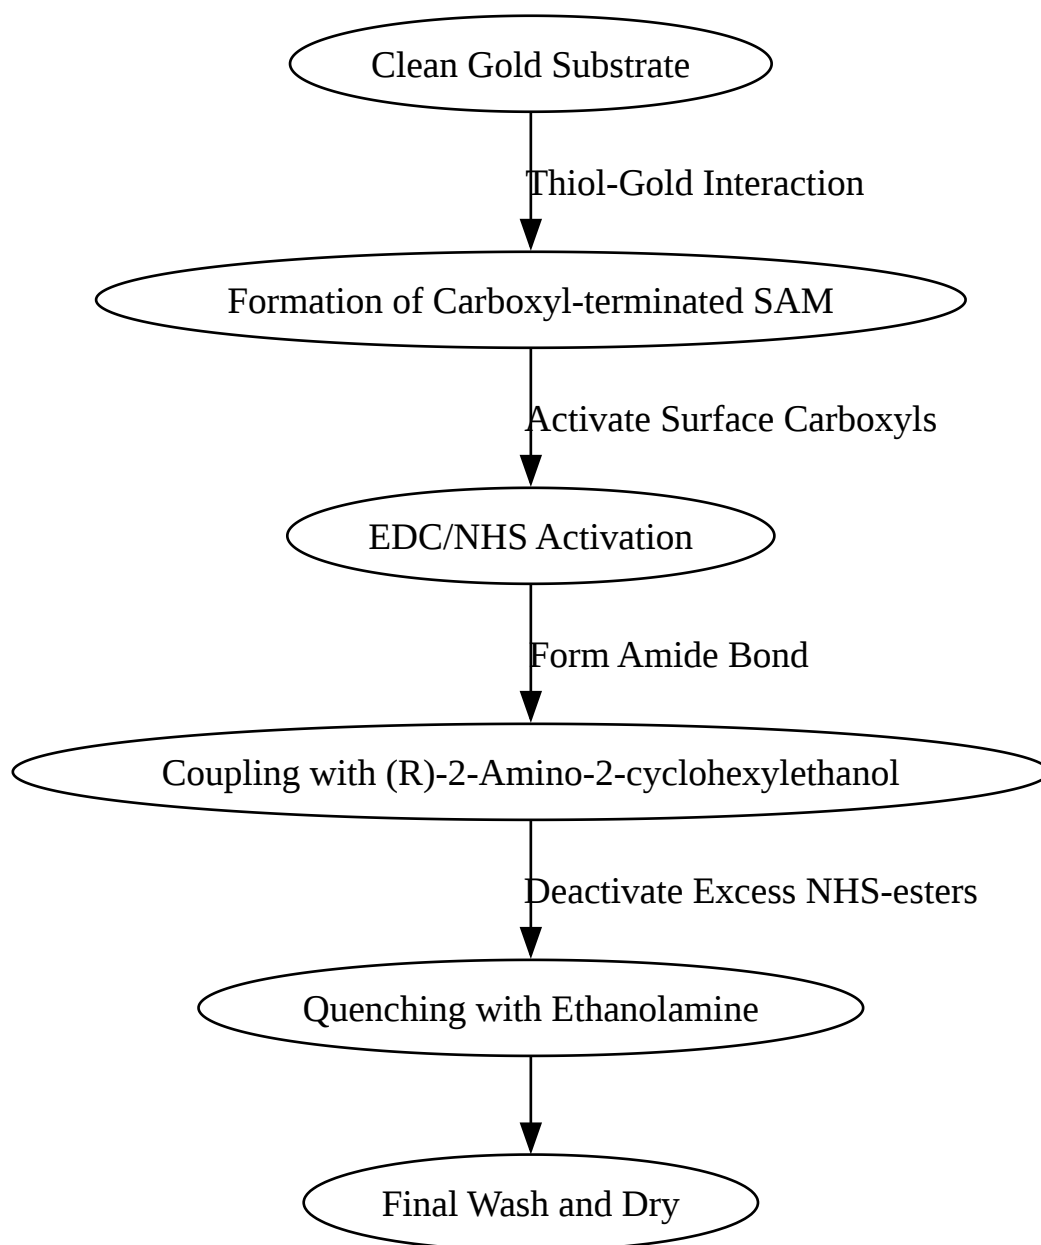 Clean Gold Substrate
Thiol-Gold Interaction
Formation of Carboxyl-terminated SAM
Activate Surface Carboxyls
EDC/NHS Activation
Form Amide Bond
Coupling with (R)-2-Amino-2-cyclohexylethanol
Deactivate Excess NHS-esters
Quenching with Ethanolamine
Final Wash and Dry